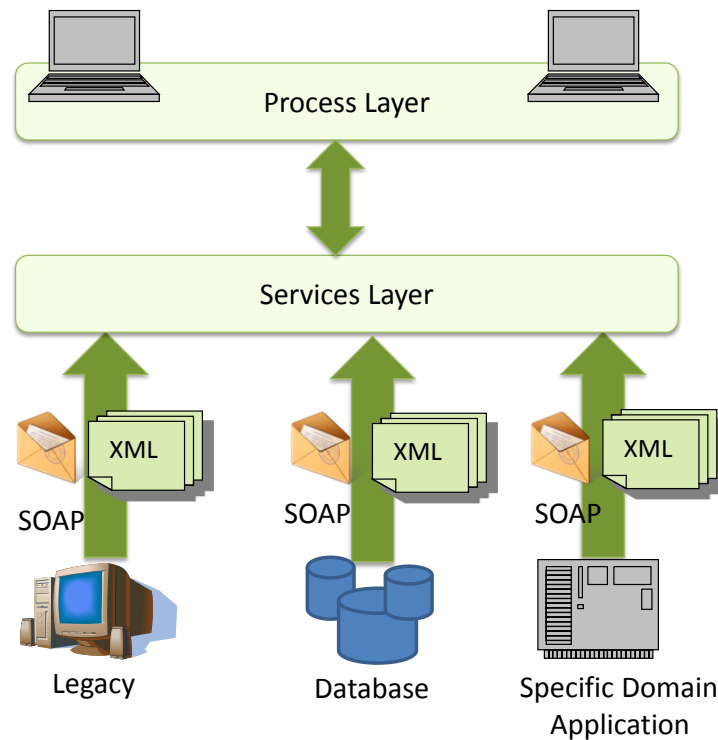 Process Layer
Services Layer
XML
XML
XML
SOAP
SOAP
SOAP
Legacy
Database
Specific Domain
Application